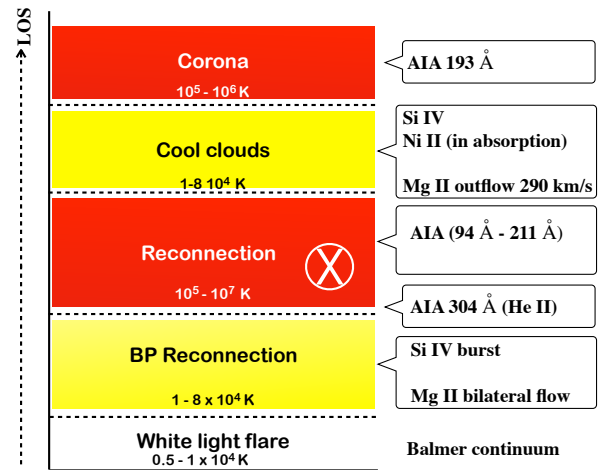 LOS
Corona
10⁵ - 10⁶ K
AIA 193 Å
Cool clouds
1-8 10⁴ K
Si IV
Ni II (in absorption)
Mg II outflow 290 km/s
Reconnection
X
10⁵ - 10⁷ K
AIA (94 Å - 211 Å)
AIA 304 Å (He II)
BP Reconnection
1 - 8 x 10⁴ K
Si IV burst
Mg II bilateral flow
White light flare
0.5 - 1 x 10⁴ K
Balmer continuum